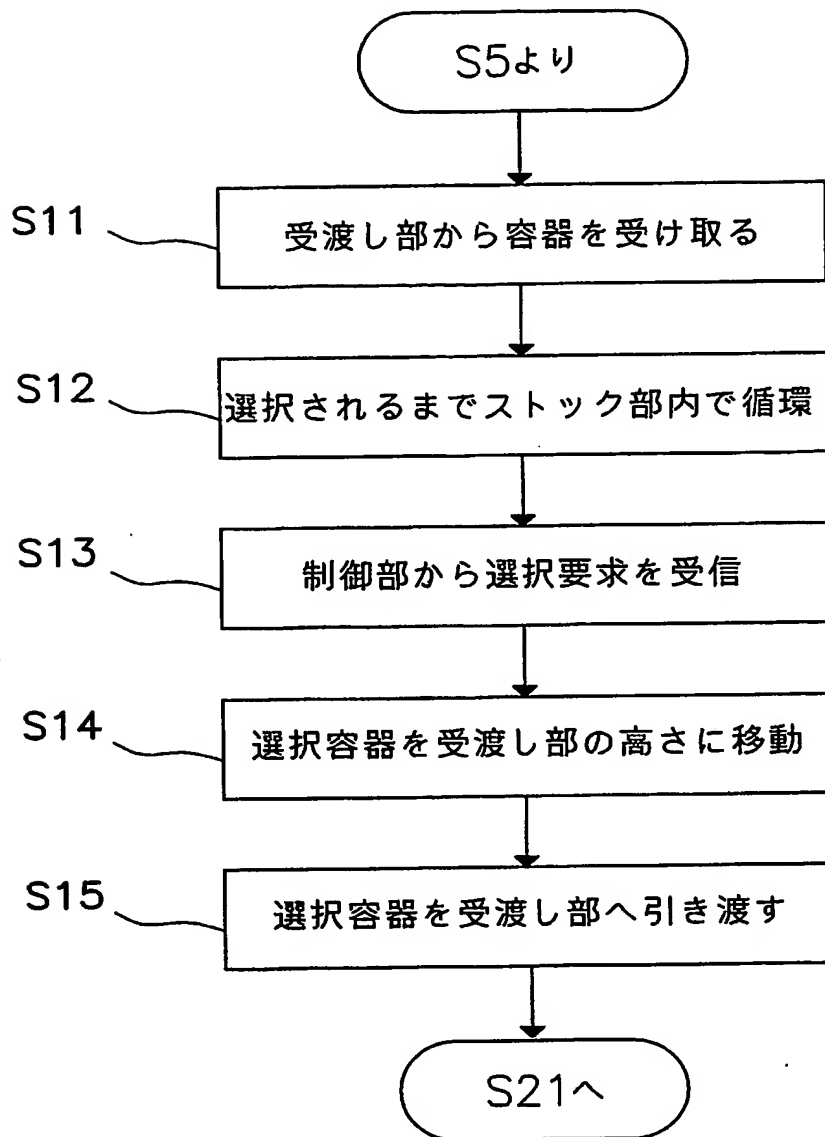 S5より
S11
受渡し部から容器を受け取る
S12
選択されるまでストック部内で循環
S13
制御部から選択要求を受信
S14
選択容器を受渡し部の高さに移動
S15
選択容器を受渡し部へ引き渡す
S21へ